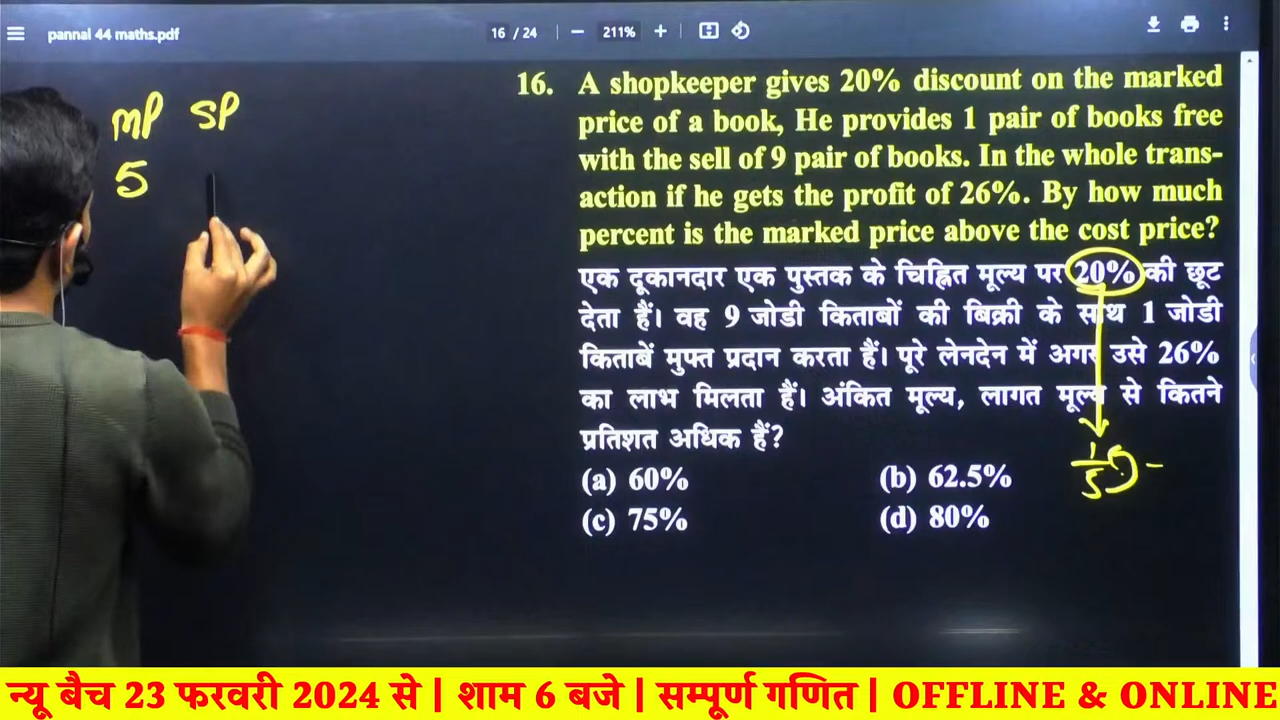 pannal 44 maths.pdf
16 / 24
211%
MP SP
5
16. A shopkeeper gives 20% discount on the marked
price of a book, He provides 1 pair of books free
with the sell of 9 pair of books. In the whole trans-
action if he gets the profit of 26%. By how much
percent is the marked price above the cost price?
एक दूकानदार एक पुस्तक के चिह्नित मूल्य पर 20% की छूट
देता हैं। वह 9 जोडी किताबों की बिक्री के साथ 1 जोडी
किताबें मुफ्त प्रदान करता हैं। पूरे लेनदेन में अगर उसे 26%
का लाभ मिलता हैं। अंकित मूल्य, लागत मूल्य से कितने
प्रतिशत अधिक हैं?
(a) 60% (b) 62.5%
(c) 75% (d) 80%
1/5
न्यू बैच 23 फरवरी 2024 से | शाम 6 बजे | सम्पूर्ण गणित | OFFLINE & ONLINE